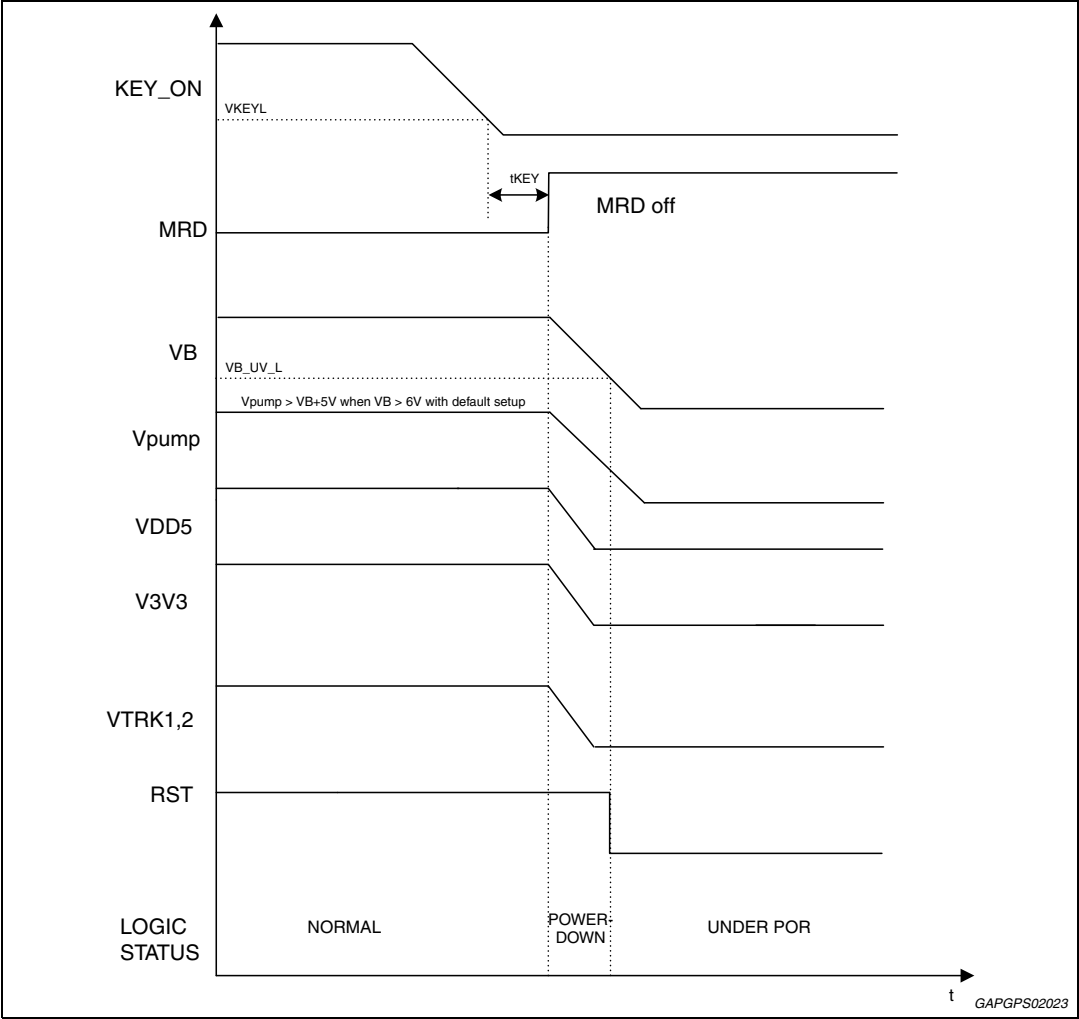 KEY_ON
VKEYL
tKEY
MRD off
MRD
VB
VB_UV_L
Vpump > VB+5V when VB > 6V with default setup
Vpump
VDD5
V3V3
VTRK1,2
RST
LOGIC
STATUS
NORMAL
POWER-
DOWN
UNDER POR
t
GAPGPS02023